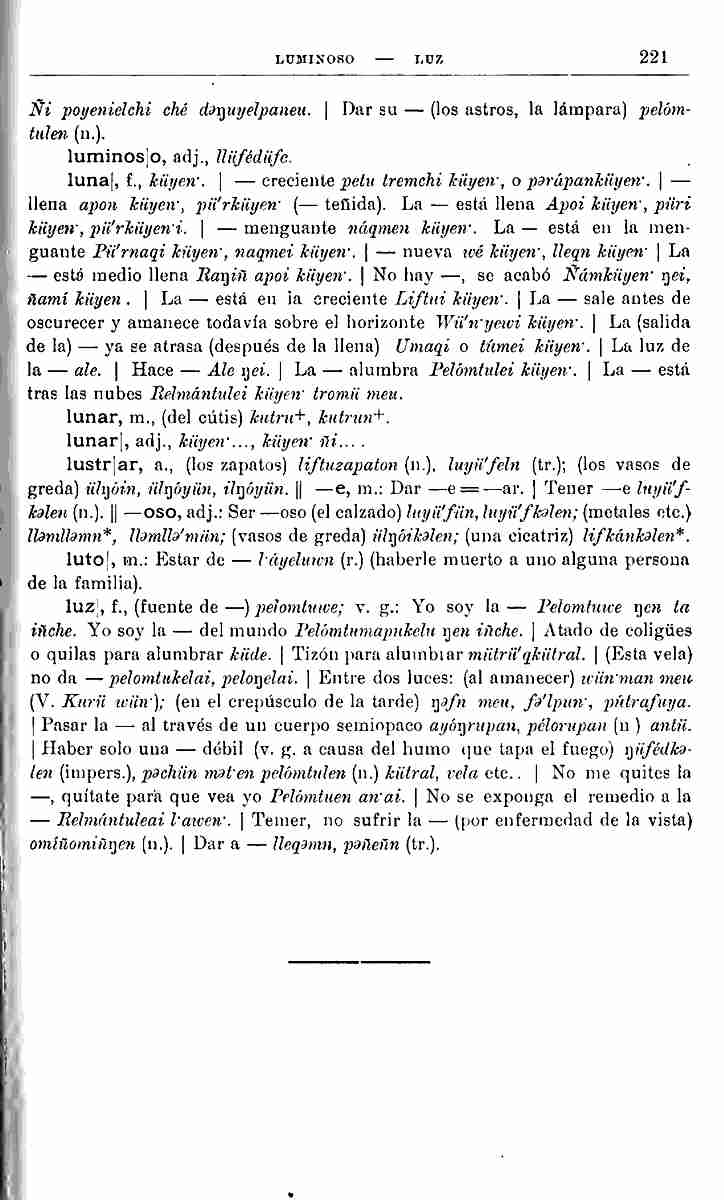 LUMINOSO — LUZ 221
Ñi poyenielchi ché dəŋuyelpaneu. | Dar su — (los astros, la lámpara) pelóm-
tulen (n.).
luminos|o, adj., llüfédüfe.
luna|, f., küyen·. | — creciente petu tremchi küyen·, o pərápanküyen·. | —
llena apon küyen·, pü'rküyen· (— teñida). La — está llena Apoi küyen·, püri
küyen·, pü'rküyen·i. | — menguante náqmen küyen·. La — está en la men-
guante Pü'rnaqi küyen·, naqmei küyen·. | — nueva wé küyen·, lleqn küyen· | La
— está medio llena Raŋiñ apoi küyen·. | No hay —, se acabó Ñámküyen· ŋei,
ñamí küyen . | La — está en la creciente Liftui küyen·. | La — sale antes de
oscurecer y amanece todavía sobre el horizonte Wü'n·yewi küyen·. | La (salida
de la) — ya se atrasa (después de la llena) Umaqi o túmei küyen·. | La luz de
la — ale. | Hace — Ale ŋei. | La — alumbra Pelómtulei küyen·. | La — está
tras las nubes Relmántulei küyen· tromü meu.
lunar, m., (del cútis) kutru+, kutrun+.
lunar|, adj., küyen·..., küyen· ñi... .
lustr|ar, a., (los zapatos) liftuzapaton (n.), luyü'feln (tr.); (los vasos de
greda) ülŋóin, ülŋóyün, ilŋóyün. || —e, m.: Dar —e = —ar. | Tener —e luyü'f-
kəlen (n.). || —oso, adj.: Ser —oso (el calzado) luyü'fün, luyü'fkəlen; (metales etc.)
lləmlləmn*, lləmllə'mün; (vasos de greda) ülŋóikəlen; (una cicatriz) lifkánkəlen*.
luto|, m.: Estar de — l·áyeluwn (r.) (haberle muerto a uno alguna persona
de la familia).
luz|, f., (fuente de —) pelomtuwe; v. g.: Yo soy la — Pelomtuwe ŋen ta
iñche. Yo soy la — del mundo Pelómtumapukelu ŋen iñche. | Atado de coligües
o quilas para alumbrar küde. | Tizón para alumbrar mütrü'qkütral. | (Esta vela)
no da — pelomtukelai, peloŋelai. | Entre dos luces: (al amanecer) wün·man meu
(V. Kurü wün·); (en el crepúsculo de la tarde) ŋəfn meu, fə'lpun·, pútrafuya.
| Pasar la — al través de un cuerpo semiopaco ayóŋrupan, pélorupan (n ) antü.
| Haber solo una — débil (v. g. a causa del humo que tapa el fuego) ŋüfédkə-
len (impers.), pəchün mət·en pelómtulen (n.) kütral, vela etc.. | No me quites la
—, quítate para que vea yo Pelómtuen an·ai. | No se exponga el remedio a la
— Relmántuleai l·awen·. | Temer, no sufrir la — (por enfermedad de la vista)
omíñomiñŋen (n.). | Dar a — lleqəmn, pəñeñn (tr.).